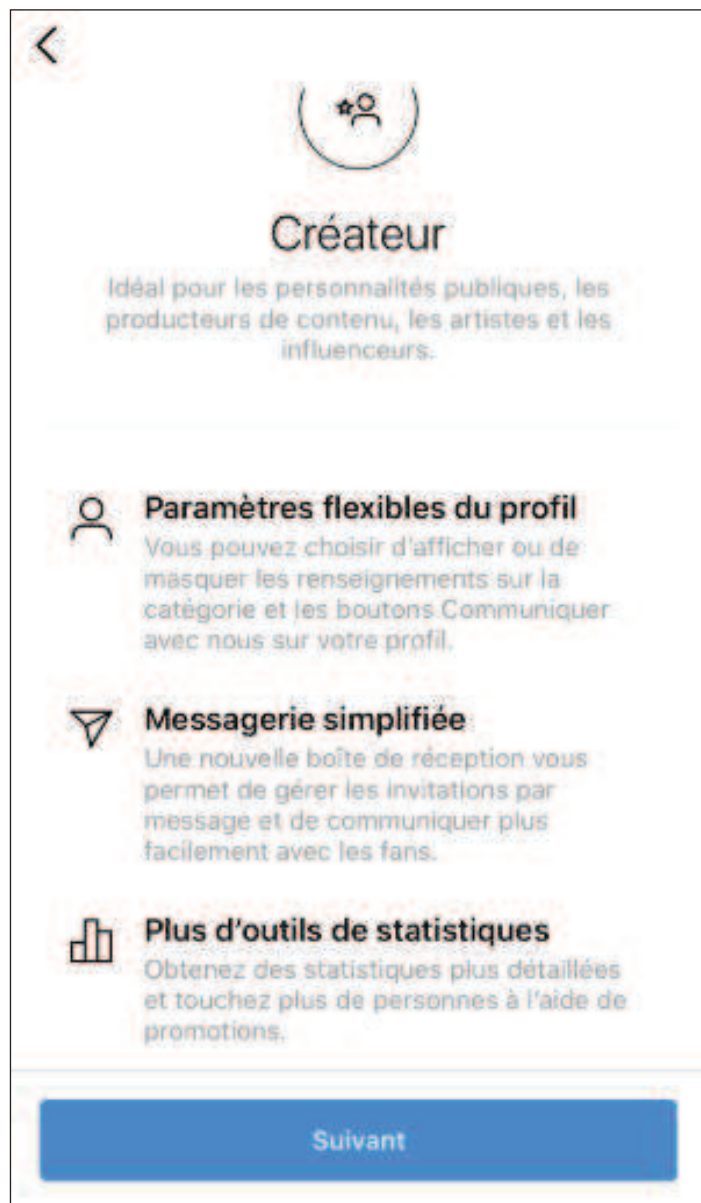 Créateur
Idéal pour les personnalités publiques, les
producteurs de contenu, les artistes et les
influenceurs.
Paramètres flexibles du profil
Vous pouvez choisir d'afficher ou de
masquer les renseignements sur la
catégorie et les boutons Communiquer
avec nous sur votre profil.
Messagerie simplifiée
Une nouvelle boîte de réception vous
permet de gérer les invitations par
message et de communiquer plus
facilement avec les fans.
Plus d'outils de statistiques
Obtenez des statistiques plus détaillées
et touchez plus de personnes à l'aide de
promotions.
Suivant